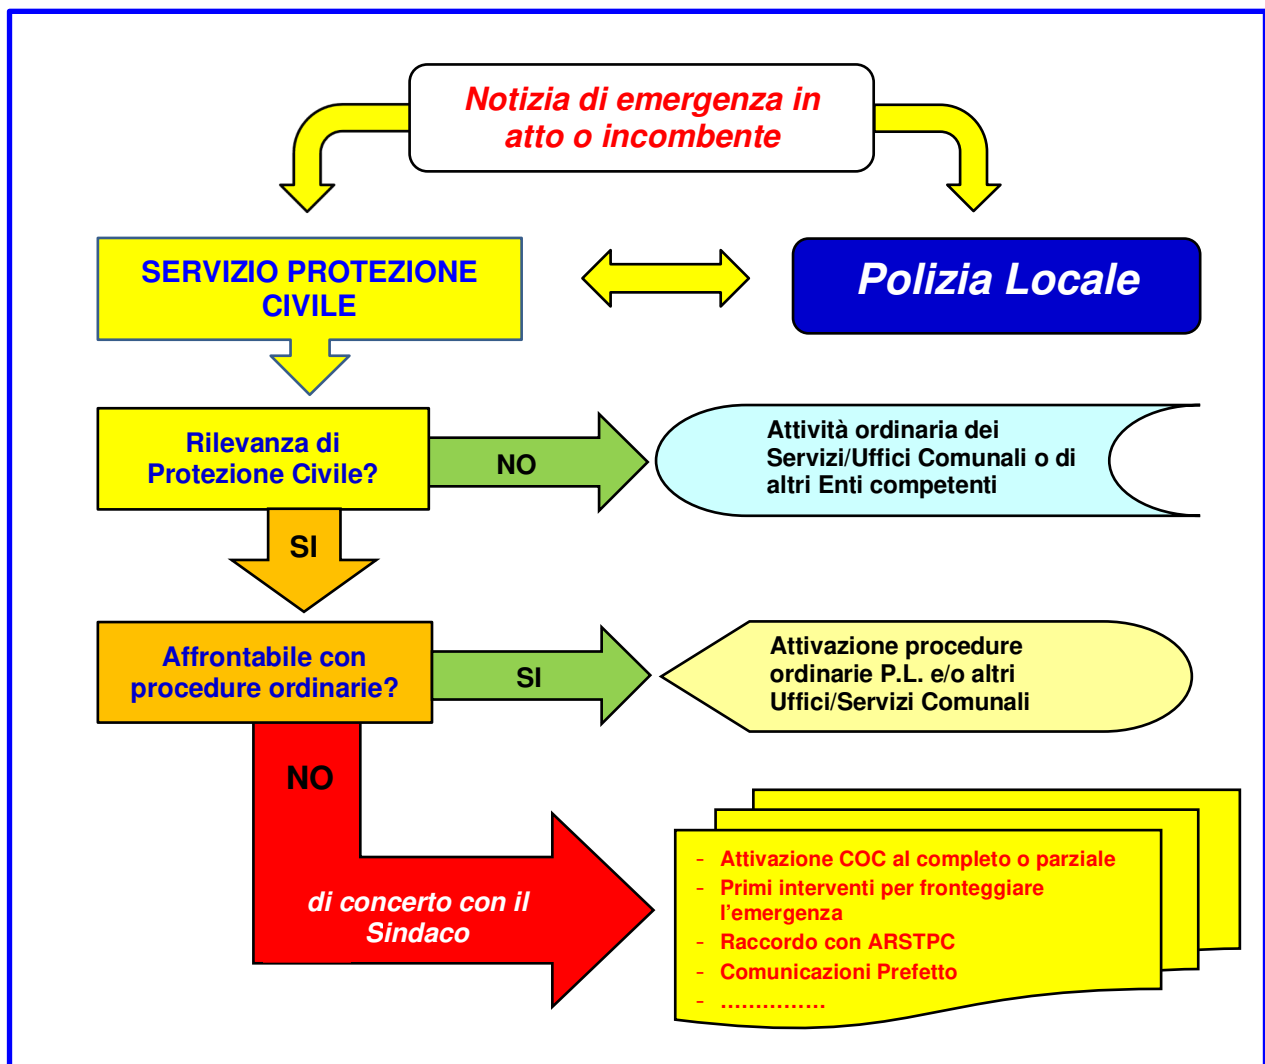 Notizia di emergenza in
atto o incombente
SERVIZIO PROTEZIONE
CIVILE
Polizia Locale
Rilevanza di
Protezione Civile?
NO
Attività ordinaria dei
Servizi/Uffici Comunali o di
altri Enti competenti
SI
Affrontabile con
procedure ordinarie?
SI
Attivazione procedure
ordinarie P.L. e/o altri
Uffici/Servizi Comunali
NO
di concerto con il
Sindaco
- Attivazione COC al completo o parziale
- Primi interventi per fronteggiare
l’emergenza
- Raccordo con ARSTPC
- Comunicazioni Prefetto
- ……………